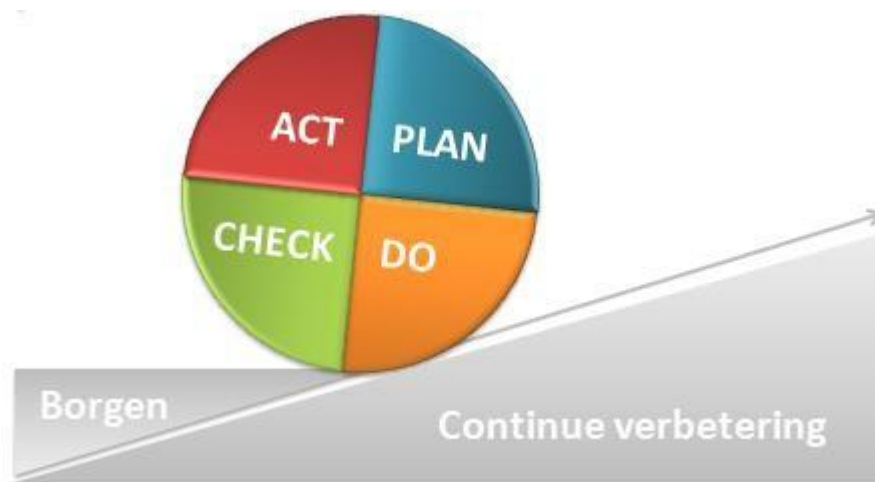 ACT
PLAN
CHECK
DO
Borgen
Continue verbetering